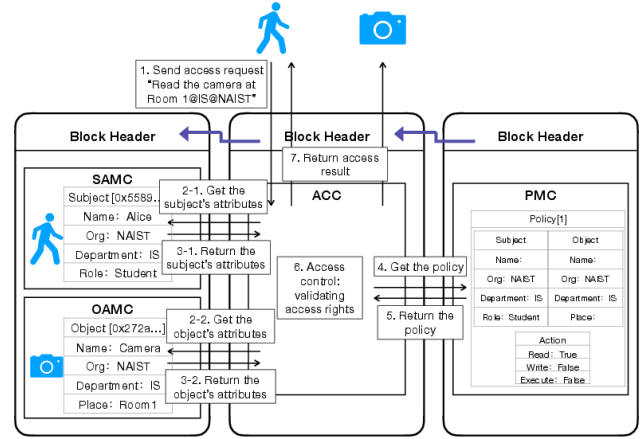 1. Send access request
“Read the camera at
Room 1@IS@NAIST”
Block Header
Block Header
Block Header
7. Return access
result
SAMC
Subject [0x5589...
Name: Alice
Org: NAIST
Department: IS
Role: Student
2-1. Get the
subject's attributes
3-1. Return the
subject's attributes
OAMC
Object [0x272a...]
Name: Camera
Org: NAIST
Department: IS
Place: Room1
2-2. Get the
object's attributes
3-2. Return the
object's attributes
ACC
6. Access
control:
validating
access rights
4. Get the policy
5. Return the
policy
PMC
Policy[1]
Subject
Name:
Org: NAIST
Department: IS
Role: Student
Object
Name:
Org: NAIST
Department: IS
Place:
Action
Read: True
Write: False
Execute: False